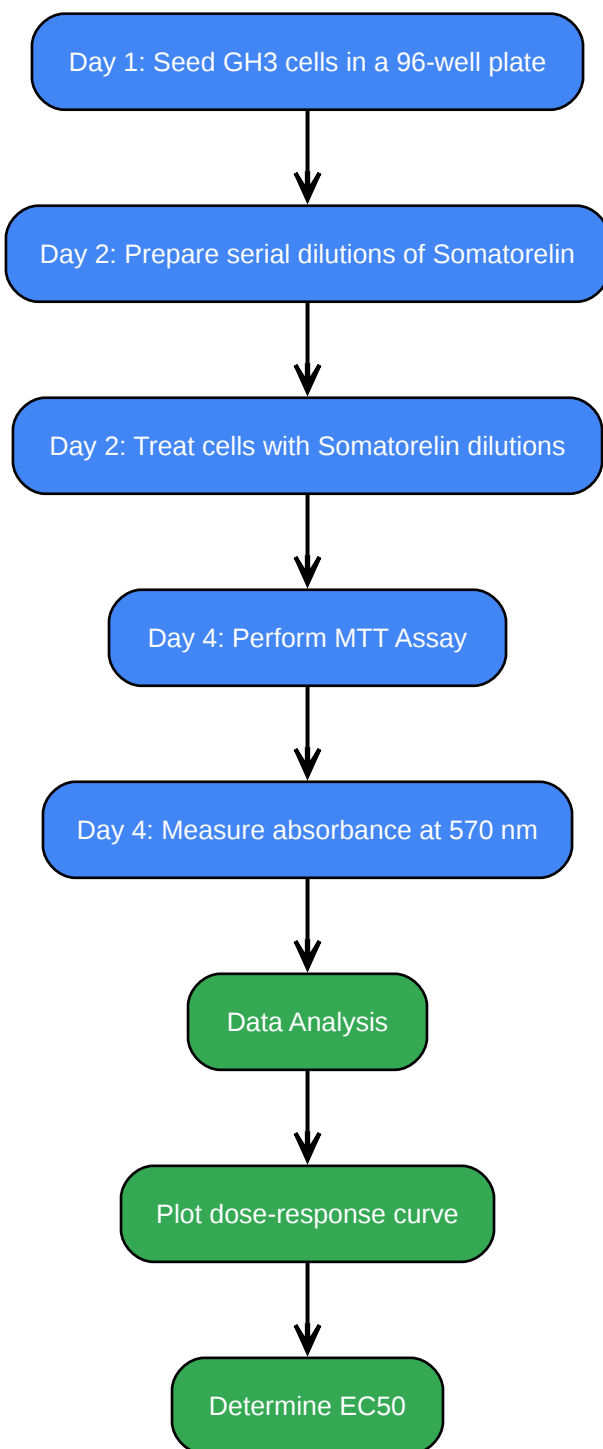 Day 1: Seed GH3 cells in a 96-well plate
Day 2: Prepare serial dilutions of Somatorelin
Day 2: Treat cells with Somatorelin dilutions
Day 4: Perform MTT Assay
Day 4: Measure absorbance at 570 nm
Data Analysis
Plot dose-response curve
Determine EC50